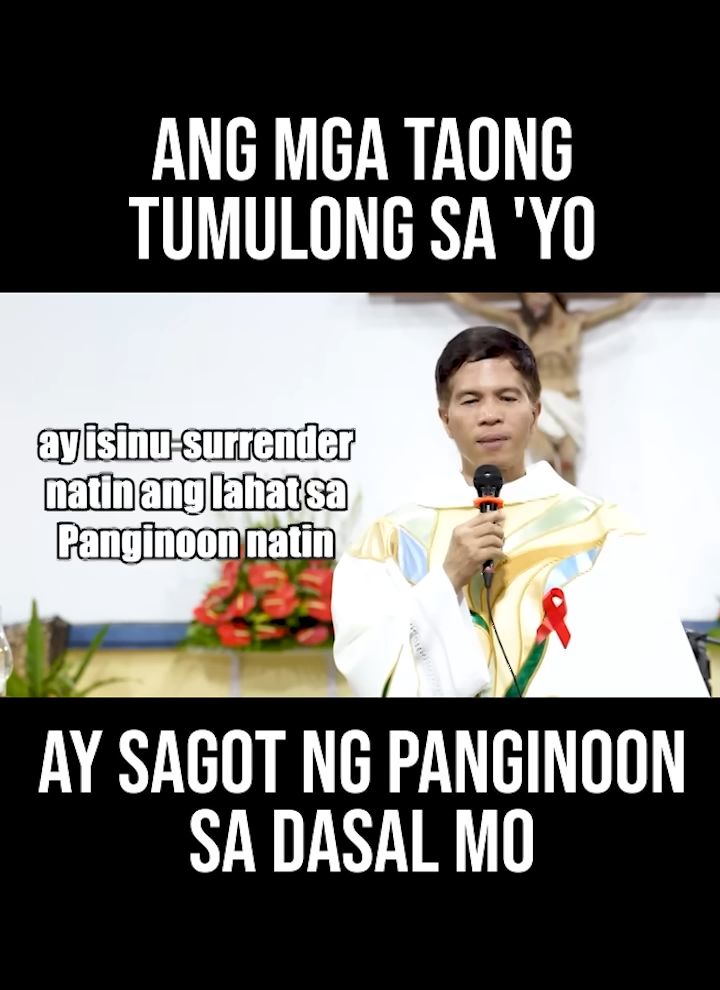 ANG MGA TAONG
TUMULONG SA 'YO
ay isinu-surrender
natin ang lahat sa
Panginoon natin
AY SAGOT NG PANGINOON
SA DASAL MO